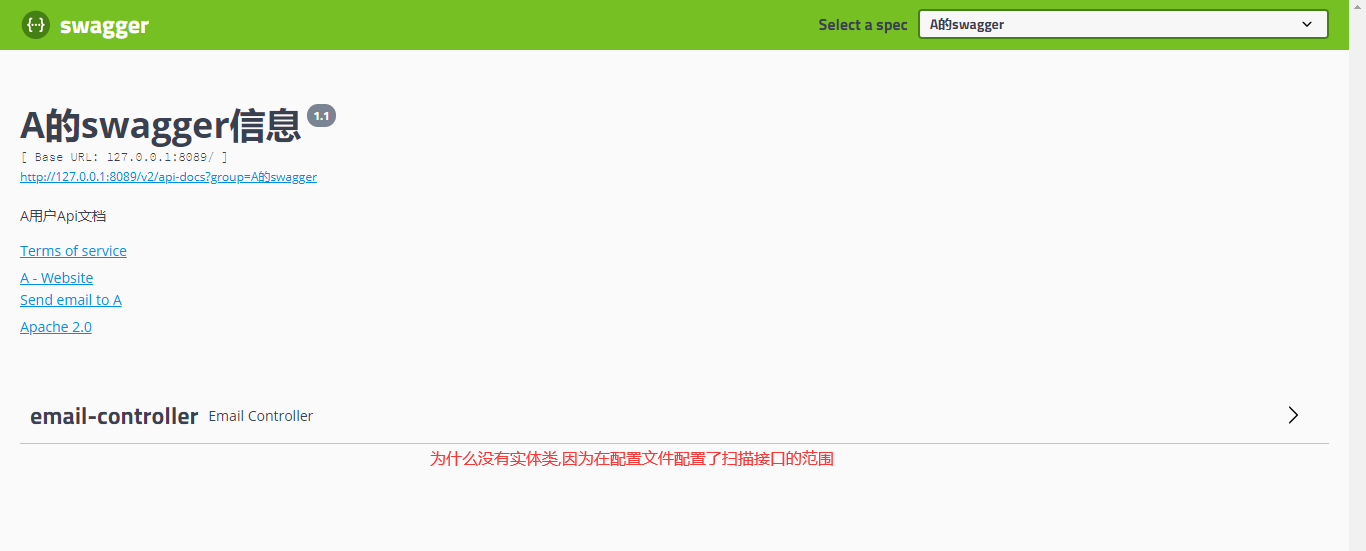 {···} swagger
Select a spec A的swagger
A的swagger信息 1.1
[ Base URL: 127.0.0.1:8089/ ]
http://127.0.0.1:8089/v2/api-docs?group=A的swagger
A用户Api文档
Terms of service
A - Website
Send email to A
Apache 2.0
email-controller Email Controller
为什么没有实体类,因为在配置文件配置了扫描接口的范围